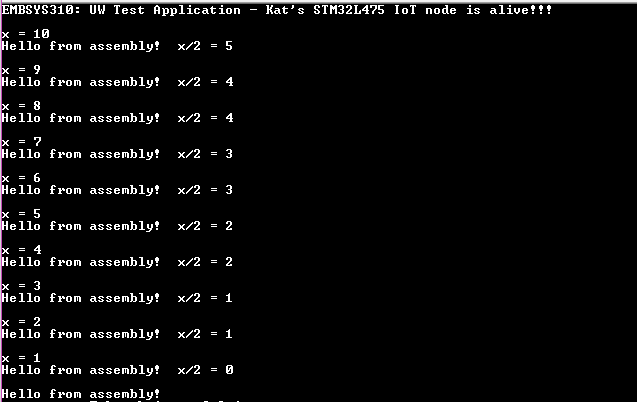 EMBSYS310: UW Test Application - Kat's STM32L475 IoT node is alive!!!
x = 10
Hello from assembly!  x/2 = 5
x = 9
Hello from assembly!  x/2 = 4
x = 8
Hello from assembly!  x/2 = 4
x = 7
Hello from assembly!  x/2 = 3
x = 6
Hello from assembly!  x/2 = 3
x = 5
Hello from assembly!  x/2 = 2
x = 4
Hello from assembly!  x/2 = 2
x = 3
Hello from assembly!  x/2 = 1
x = 2
Hello from assembly!  x/2 = 1
x = 1
Hello from assembly!  x/2 = 0
Hello from assembly!